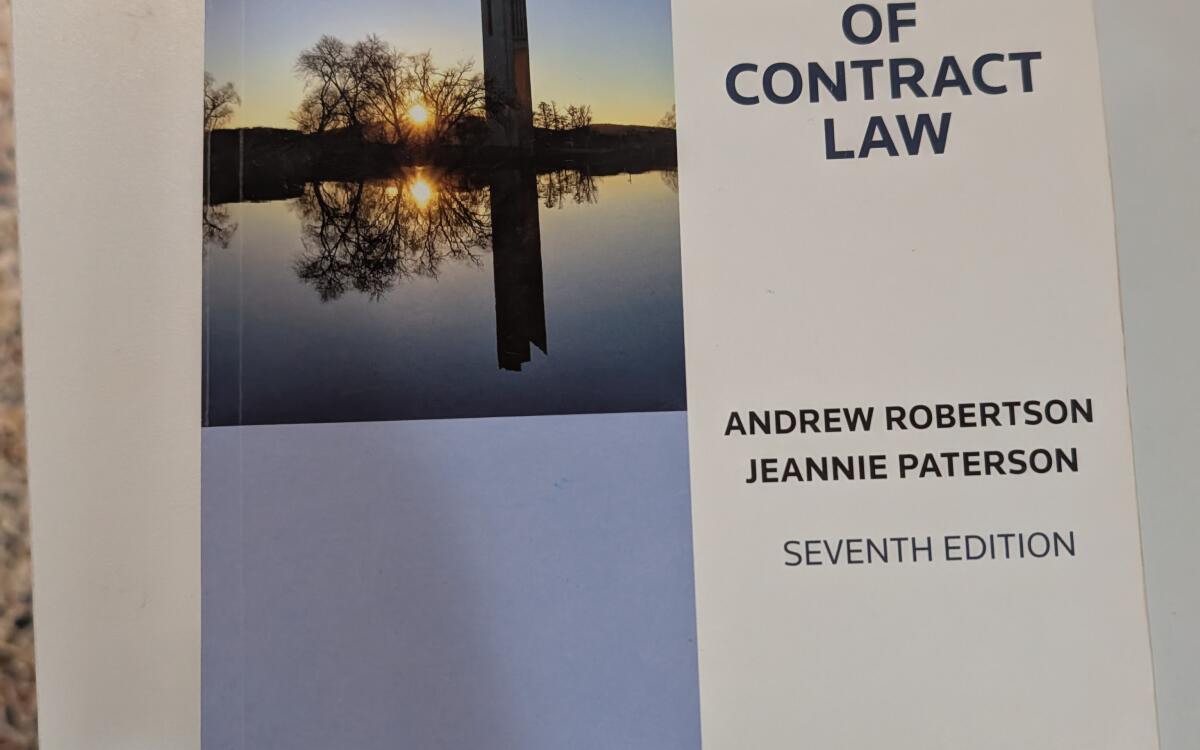 OF
CONTRACT
LAW
ANDREW ROBERTSON
JEANNIE PATERSON
SEVENTH EDITION